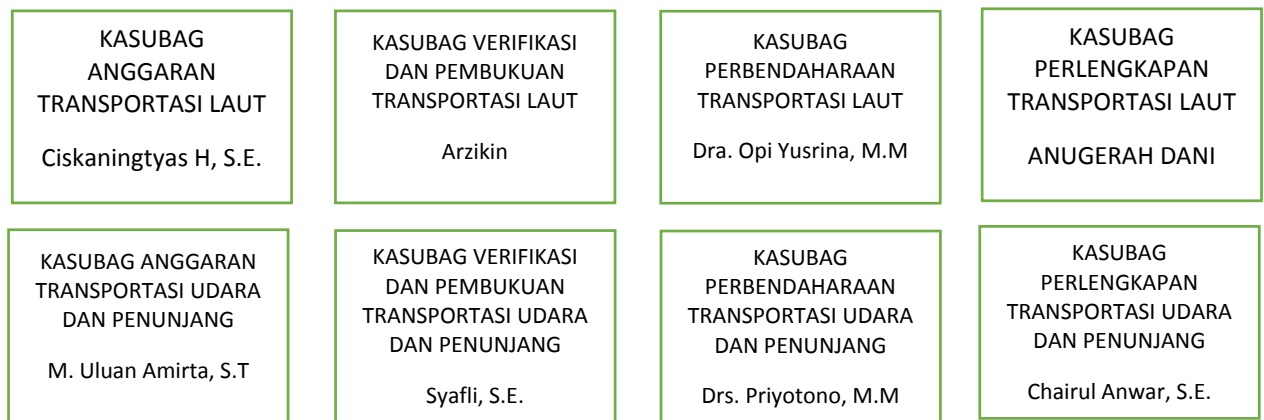 KASUBAG
ANGGARAN
TRANSPORTASI LAUT
Ciskaningtyas H, S.E.
KASUBAG VERIFIKASI
DAN PEMBUKUAN
TRANSPORTASI LAUT
Arzikin
KASUBAG
PERBENDAHARAAN
TRANSPORTASI LAUT
Dra. Opi Yusrina, M.M
KASUBAG
PERLENGKAPAN
TRANSPORTASI LAUT
ANUGERAH DANI
KASUBAG ANGGARAN
TRANSPORTASI UDARA
DAN PENUNJANG
M. Uluan Amirta, S.T
KASUBAG VERIFIKASI
DAN PEMBUKUAN
TRANSPORTASI UDARA
DAN PENUNJANG
Syafli, S.E.
KASUBAG
PERBENDAHARAAN
TRANSPORTASI UDARA
DAN PENUNJANG
Drs. Priyotono, M.M
KASUBAG
PERLENGKAPAN
TRANSPORTASI UDARA
DAN PENUNJANG
Chairul Anwar, S.E.